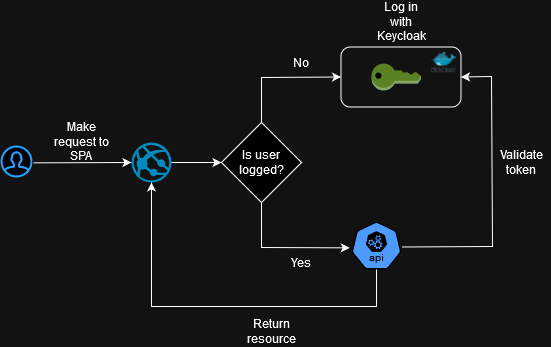 Log in
with
Keycloak
docker
No
Make
request to
SPA
Is user
logged?
Validate
token
Yes
api
Return
resource